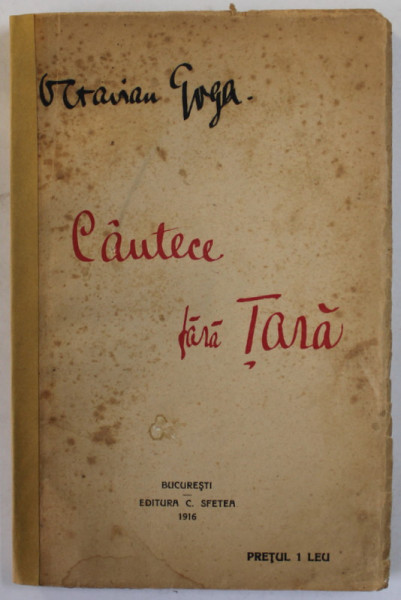 Octavian Goga.
Cântece
fără Țară
BUCUREȘTI
EDITURA C. SFETEA
1916
PREȚUL 1 LEU